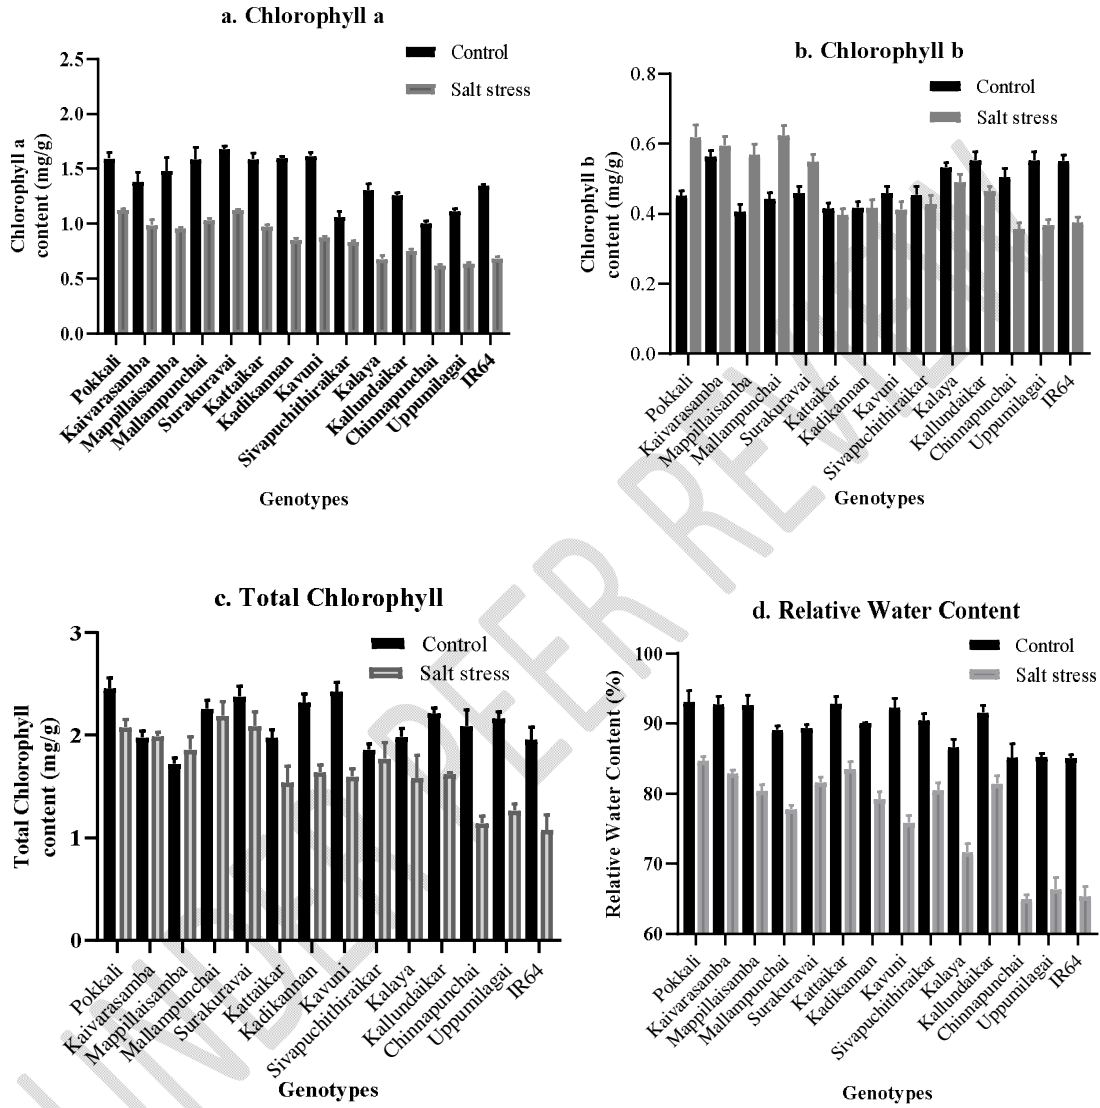 a. Chlorophyll a
Control
Salt stress
2.5
2.0
1.5
1.0
0.5
0.0
Chlorophyll a
content (mg/g)
Pokkali
Kaivarasamba
Mappillaisamba
Mallampunchai
Surakuravai
Kattaikar
Kadikannan
Kavuni
Sivapuchithiraikar
Kalaya
Kallundaikar
Chinnapunchai
Uppumilagai
IR64
Genotypes
b. Chlorophyll b
Control
Salt stress
0.8
0.6
0.4
0.2
0.0
Chlorophyll b
content (mg/g)
Pokkali
Kaivarasamba
Mappillaisamba
Mallampunchai
Surakuravai
Kattaikar
Kadikannan
Kavuni
Sivapuchithiraikar
Kalaya
Kallundaikar
Chinnapunchai
Uppumilagai
IR64
Genotypes
c. Total Chlorophyll
Control
Salt stress
3
2
1
0
Total Chlorophyll
content (mg/g)
Pokkali
Kaivarasamba
Mappillaisamba
Mallampunchai
Surakuravai
Kattaikar
Kadikannan
Kavuni
Sivapuchithiraikar
Kalaya
Kallundaikar
Chinnapunchai
Uppumilagai
IR64
Genotypes
d. Relative Water Content
Control
Salt stress
100
90
80
70
60
Relative Water Content (%)
Pokkali
Kaivarasamba
Mappillaisamba
Mallampunchai
Surakuravai
Kattaikar
Kadikannan
Kavuni
Sivapuchithiraikar
Kalaya
Kallundaikar
Chinnapunchai
Uppumilagai
IR64
Genotypes
UNDER PEER REVIEW